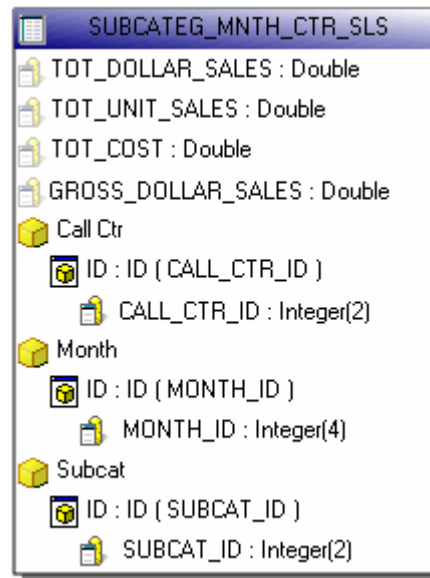 SUBCATEG_MNTH_CTR_SLS
TOT_DOLLAR_SALES : Double
TOT_UNIT_SALES : Double
TOT_COST : Double
GROSS_DOLLAR_SALES : Double
Call Ctr
ID : ID ( CALL_CTR_ID )
CALL_CTR_ID : Integer(2)
Month
ID : ID ( MONTH_ID )
MONTH_ID : Integer(4)
Subcat
ID : ID ( SUBCAT_ID )
SUBCAT_ID : Integer(2)